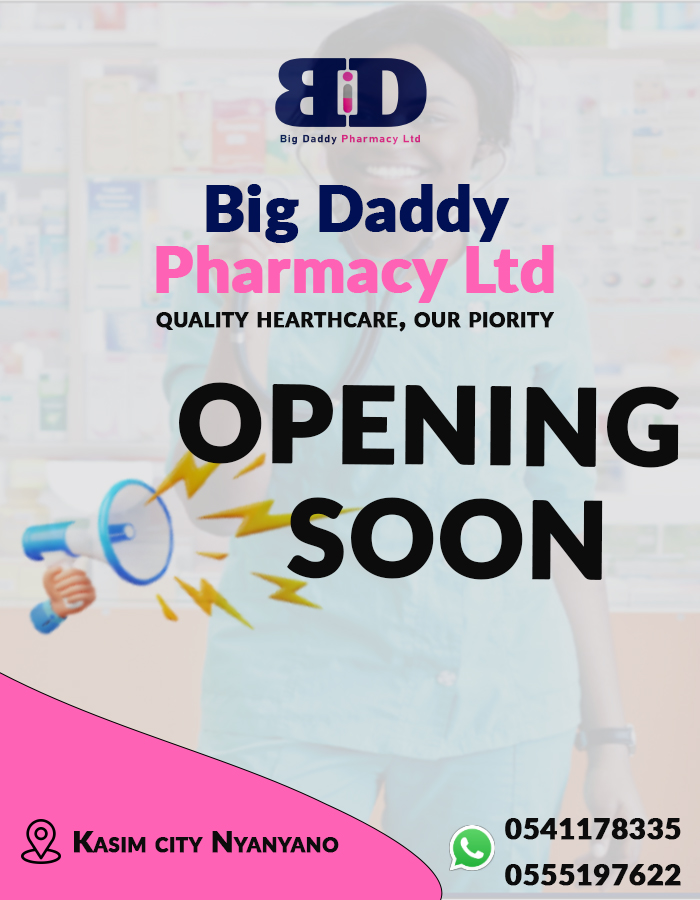 BiD
Big Daddy Pharmacy Ltd
Big Daddy
Pharmacy Ltd
QUALITY HEARTHCARE, OUR PIORITY
OPENING
SOON
KASIM CITY NYANYANO
0541178335
0555197622